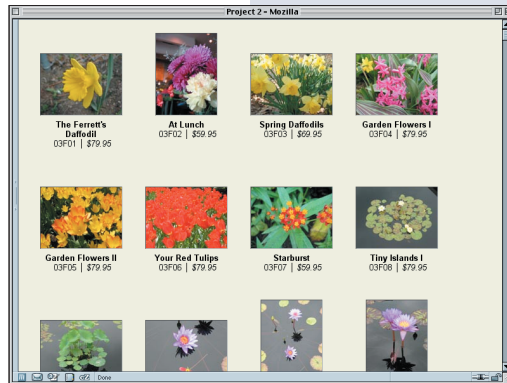 Project 2 - Mozilla
The Ferrett's
Daffodil
03F01 | $79.95
At Lunch
03F02 | $59.95
Spring Daffodils
03F03 | $69.95
Garden Flowers I
03F04 | $79.95
Garden Flowers II
03F05 | $79.95
Your Red Tulips
03F06 | $79.95
Starburst
03F07 | $59.95
Tiny Islands I
03F08 | $79.95
Done